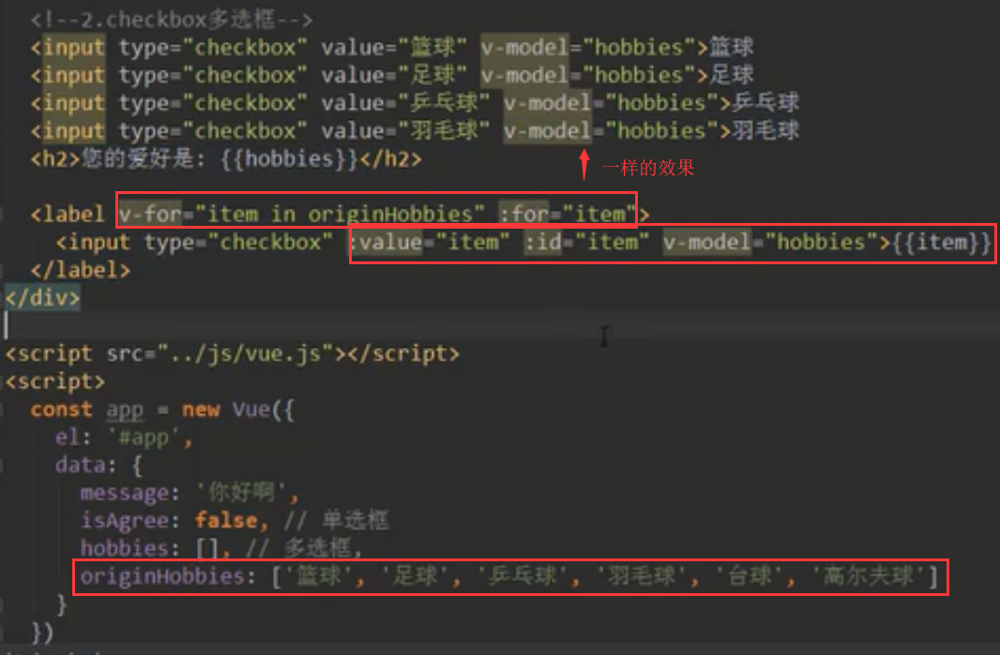 <!--2.checkbox多选框-->
<input type="checkbox" value="篮球" v-model="hobbies">篮球
<input type="checkbox" value="足球" v-model="hobbies">足球
<input type="checkbox" value="乒乓球" v-model="hobbies">乒乓球
<input type="checkbox" value="羽毛球" v-model="hobbies">羽毛球
<h2>您的爱好是: {{hobbies}}</h2>
一样的效果
<label v-for="item in originHobbies" :for="item">
<input type="checkbox" :value="item" :id="item" v-model="hobbies">{{item}}
</label>
</div>
<script src="../js/vue.js"></script>
<script>
const app = new Vue({
el: '#app',
data: {
message: '你好啊',
isAgree: false, // 单选框
hobbies: [], // 多选框,
originHobbies: ['篮球', '足球', '乒乓球', '羽毛球', '台球', '高尔夫球']
}
})